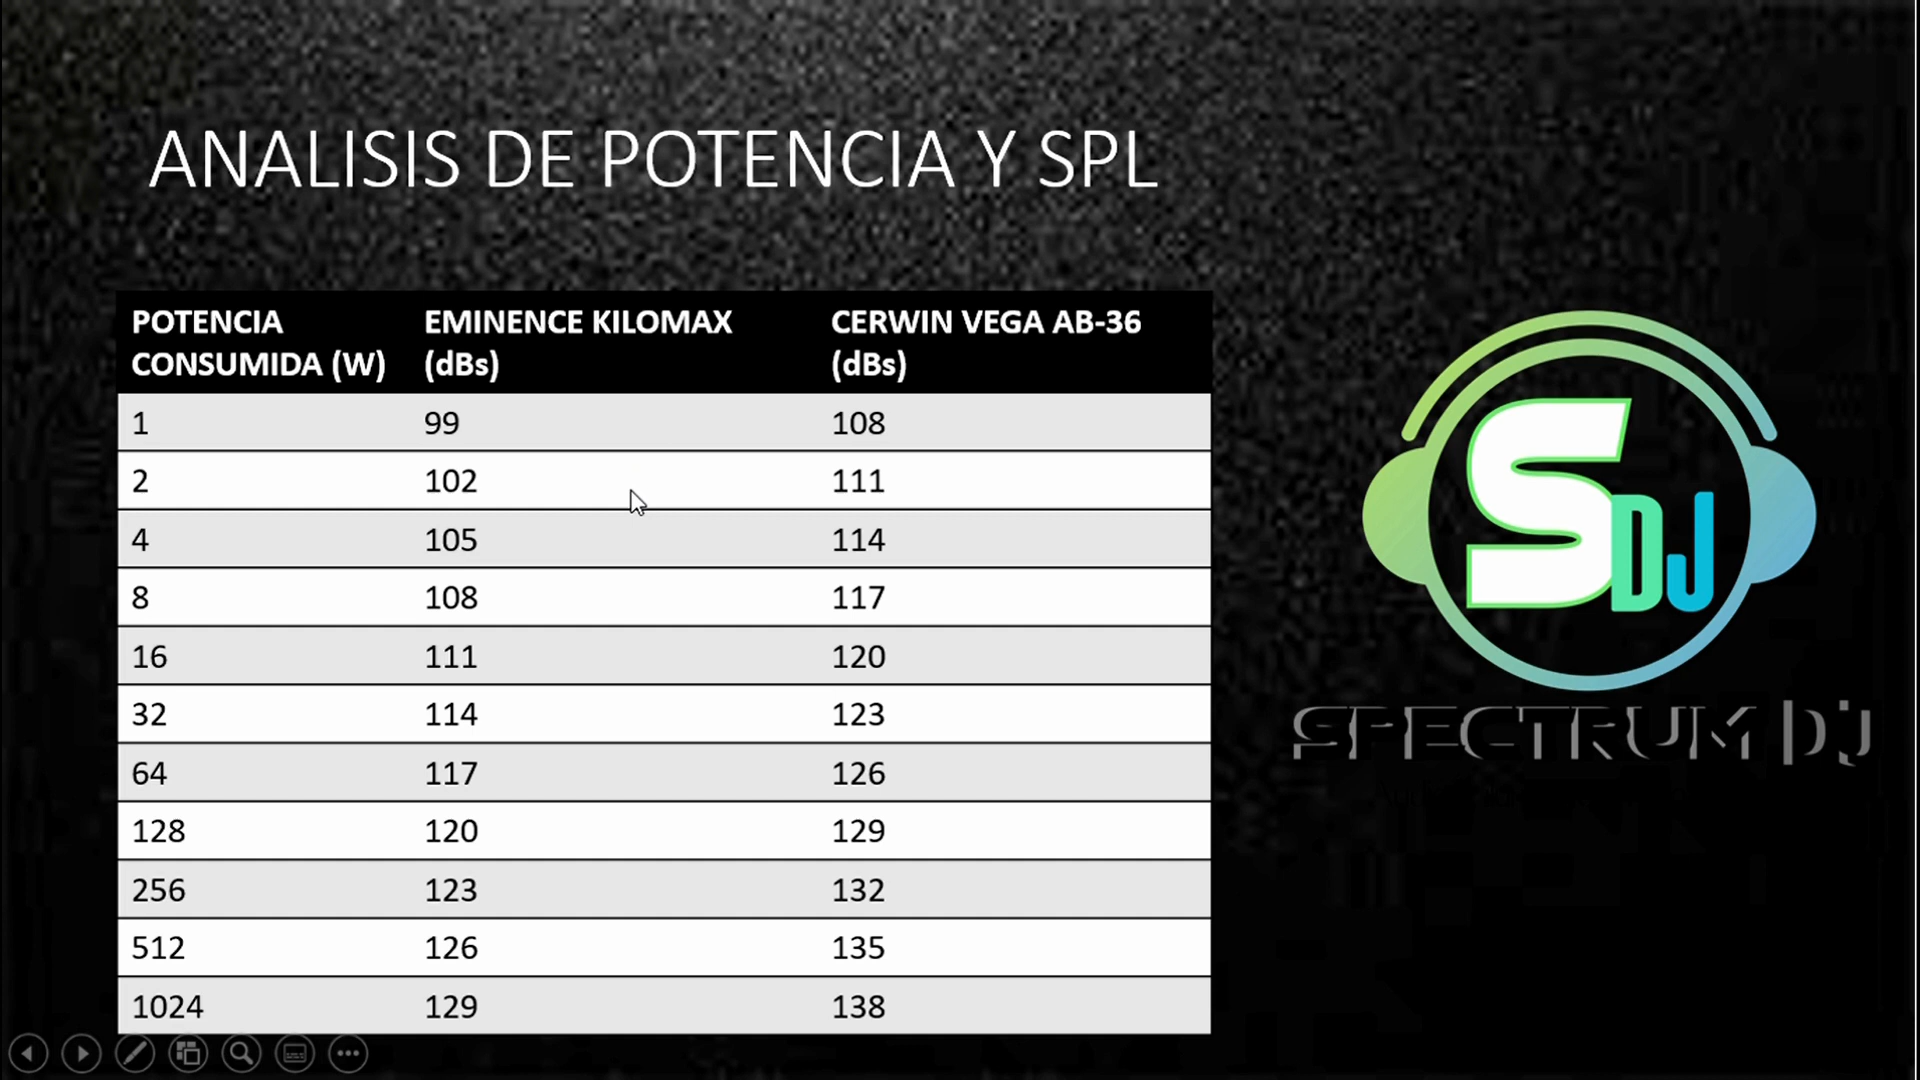 ANALISIS DE POTENCIA Y SPL
POTENCIA CONSUMIDA (W) EMINENCE KILOMAX (dBs) CERWIN VEGA AB-36 (dBs)
1 99 108
2 102 111
4 105 114
8 108 117
16 111 120
32 114 123
64 117 126
128 120 129
256 123 132
512 126 135
1024 129 138
SDJ
SPECTRUM Dj